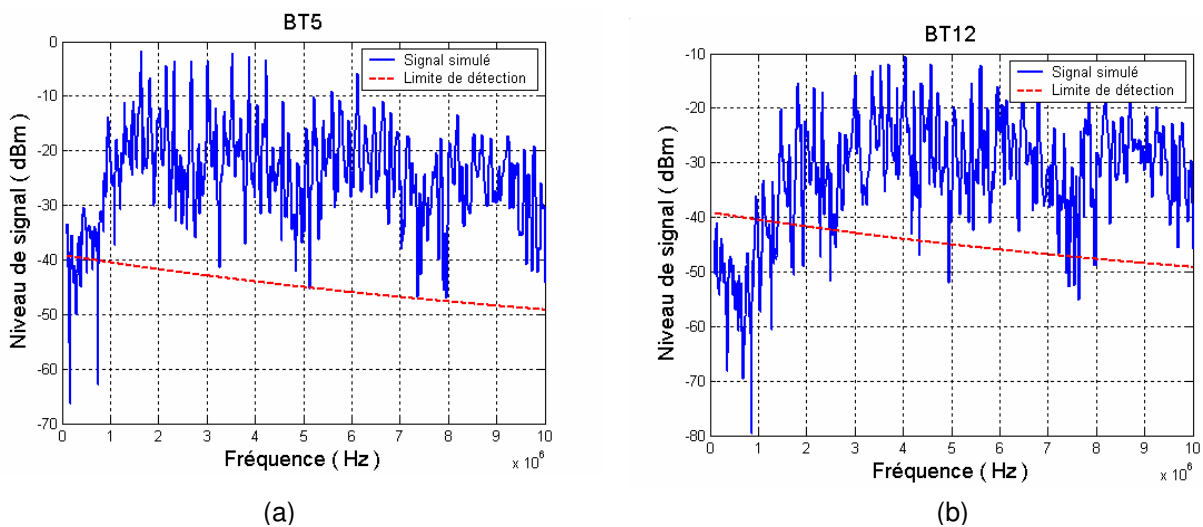 BT5
Signal simulé
Limite de détection
Niveau de signal ( dBm )
0
-10
-20
-30
-40
-50
-60
-70
0 1 2 3 4 5 6 7 8 9 10
Fréquence ( Hz )
x 10⁶
(a)
BT12
Signal simulé
Limite de détection
Niveau de signal ( dBm )
-10
-20
-30
-40
-50
-60
-70
-80
0 1 2 3 4 5 6 7 8 9 10
Fréquence ( Hz )
x 10⁶
(b)